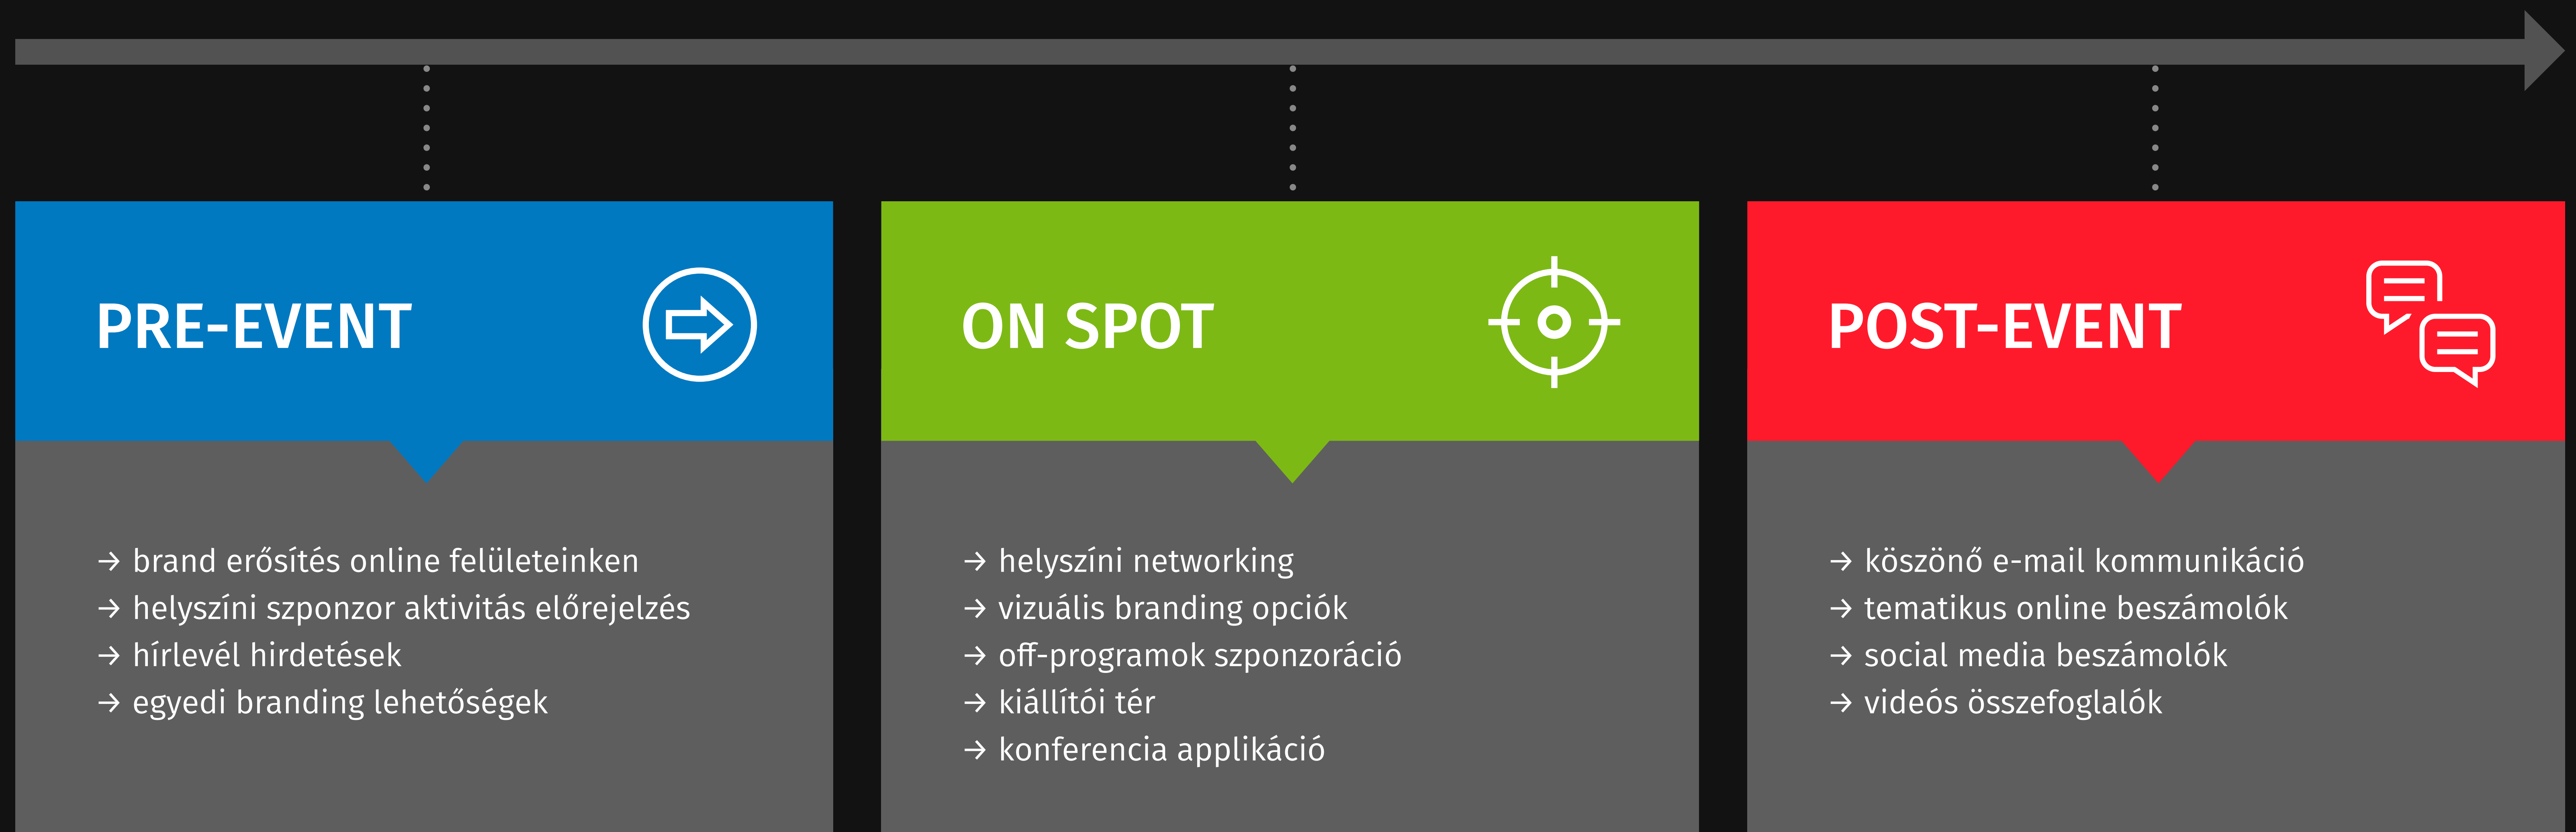 PRE-EVENT
→ brand erősítés online felületeinken
→ helyszíni szponzor aktivitás előrejelzés
→ hírlevél hirdetések
→ egyedi branding lehetőségek
ON SPOT
→ helyszíni networking
→ vizuális branding opciók
→ off-programok szponzoráció
→ kiállítói tér
→ konferencia applikáció
POST-EVENT
→ köszönő e-mail kommunikáció
→ tematikus online beszámolók
→ social media beszámolók
→ videós összefoglalók